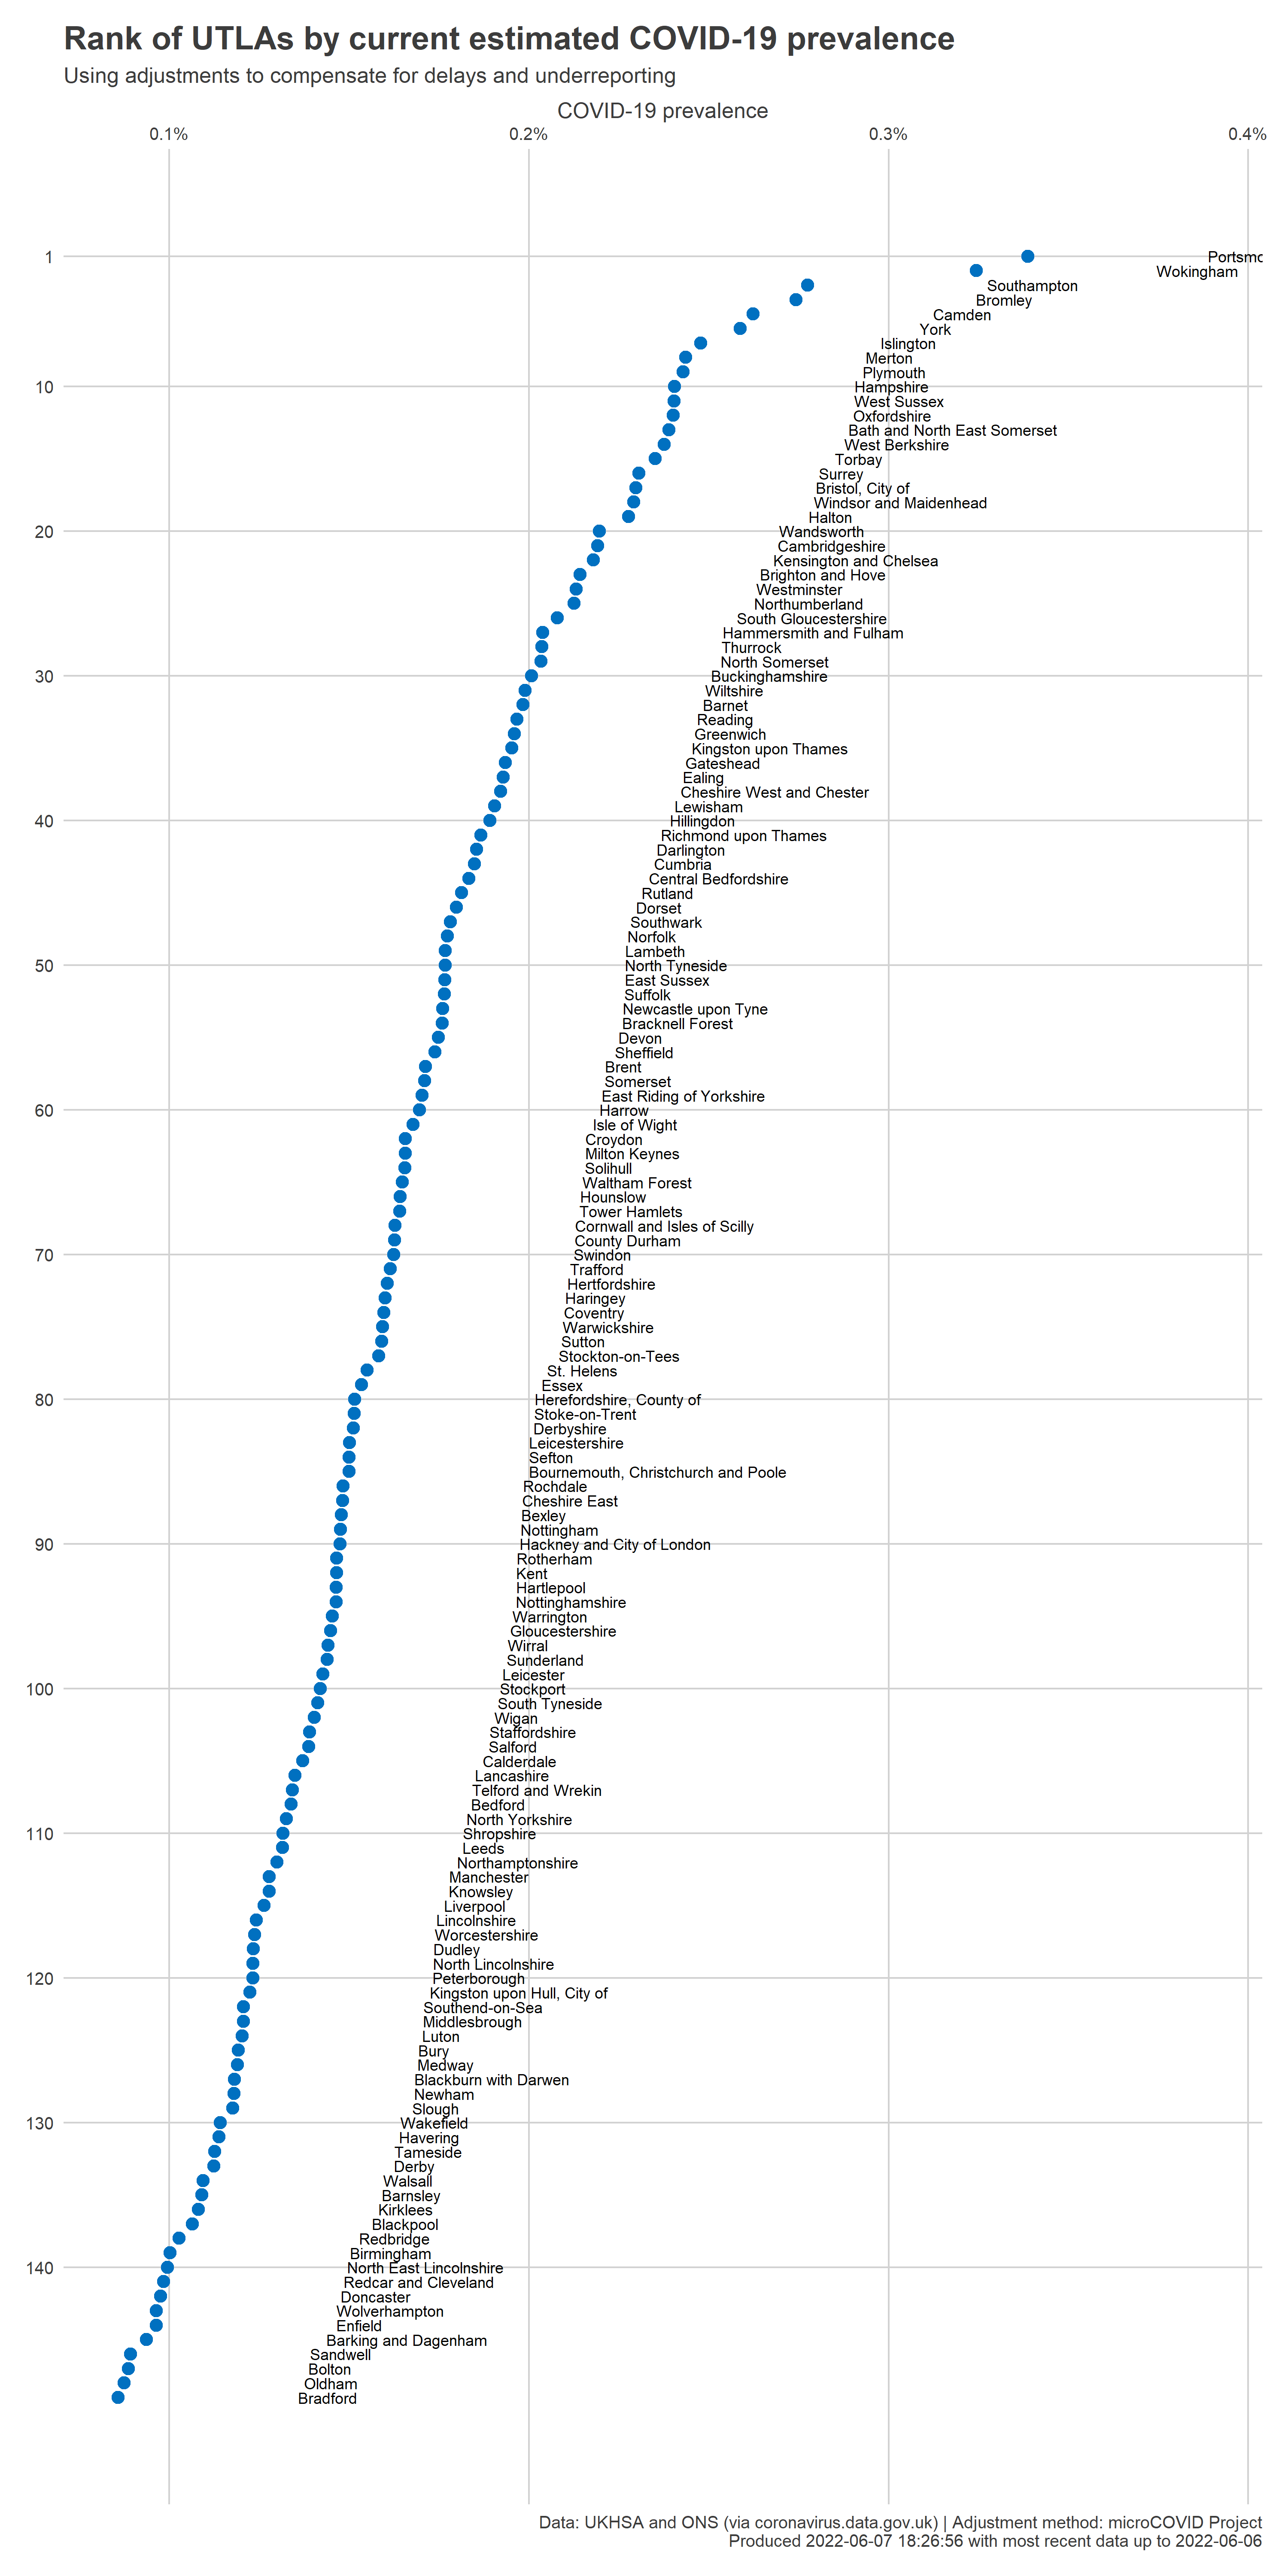 Rank of UTLAs by current estimated COVID-19 prevalence
Using adjustments to compensate for delays and underreporting
COVID-19 prevalence
0.1% 0.2% 0.3% 0.4%
1 Portsmo
Wokingham
Southampton
Bromley
Camden
York
Islington
Merton
Plymouth
10 Hampshire
West Sussex
Oxfordshire
Bath and North East Somerset
West Berkshire
Torbay
Surrey
Bristol, City of
Windsor and Maidenhead
Halton
20 Wandsworth
Cambridgeshire
Kensington and Chelsea
Brighton and Hove
Westminster
Northumberland
South Gloucestershire
Hammersmith and Fulham
Thurrock
North Somerset
30 Buckinghamshire
Wiltshire
Barnet
Reading
Greenwich
Kingston upon Thames
Gateshead
Ealing
Cheshire West and Chester
Lewisham
40 Hillingdon
Richmond upon Thames
Darlington
Cumbria
Central Bedfordshire
Rutland
Dorset
Southwark
Norfolk
Lambeth
50 North Tyneside
East Sussex
Suffolk
Newcastle upon Tyne
Bracknell Forest
Devon
Sheffield
Brent
Somerset
East Riding of Yorkshire
60 Harrow
Isle of Wight
Croydon
Milton Keynes
Solihull
Waltham Forest
Hounslow
Tower Hamlets
Cornwall and Isles of Scilly
County Durham
70 Swindon
Trafford
Hertfordshire
Haringey
Coventry
Warwickshire
Sutton
Stockton-on-Tees
St. Helens
Essex
80 Herefordshire, County of
Stoke-on-Trent
Derbyshire
Leicestershire
Sefton
Bournemouth, Christchurch and Poole
Rochdale
Cheshire East
Bexley
Nottingham
90 Hackney and City of London
Rotherham
Kent
Hartlepool
Nottinghamshire
Warrington
Gloucestershire
Wirral
Sunderland
Leicester
100 Stockport
South Tyneside
Wigan
Staffordshire
Salford
Calderdale
Lancashire
Telford and Wrekin
Bedford
North Yorkshire
110 Shropshire
Leeds
Northamptonshire
Manchester
Knowsley
Liverpool
Lincolnshire
Worcestershire
Dudley
North Lincolnshire
120 Peterborough
Kingston upon Hull, City of
Southend-on-Sea
Middlesbrough
Luton
Bury
Medway
Blackburn with Darwen
Newham
Slough
130 Wakefield
Havering
Tameside
Derby
Walsall
Barnsley
Kirklees
Blackpool
Redbridge
Birmingham
140 North East Lincolnshire
Redcar and Cleveland
Doncaster
Wolverhampton
Enfield
Barking and Dagenham
Sandwell
Bolton
Oldham
Bradford
Data: UKHSA and ONS (via coronavirus.data.gov.uk) | Adjustment method: microCOVID Project
Produced 2022-06-07 18:26:56 with most recent data up to 2022-06-06